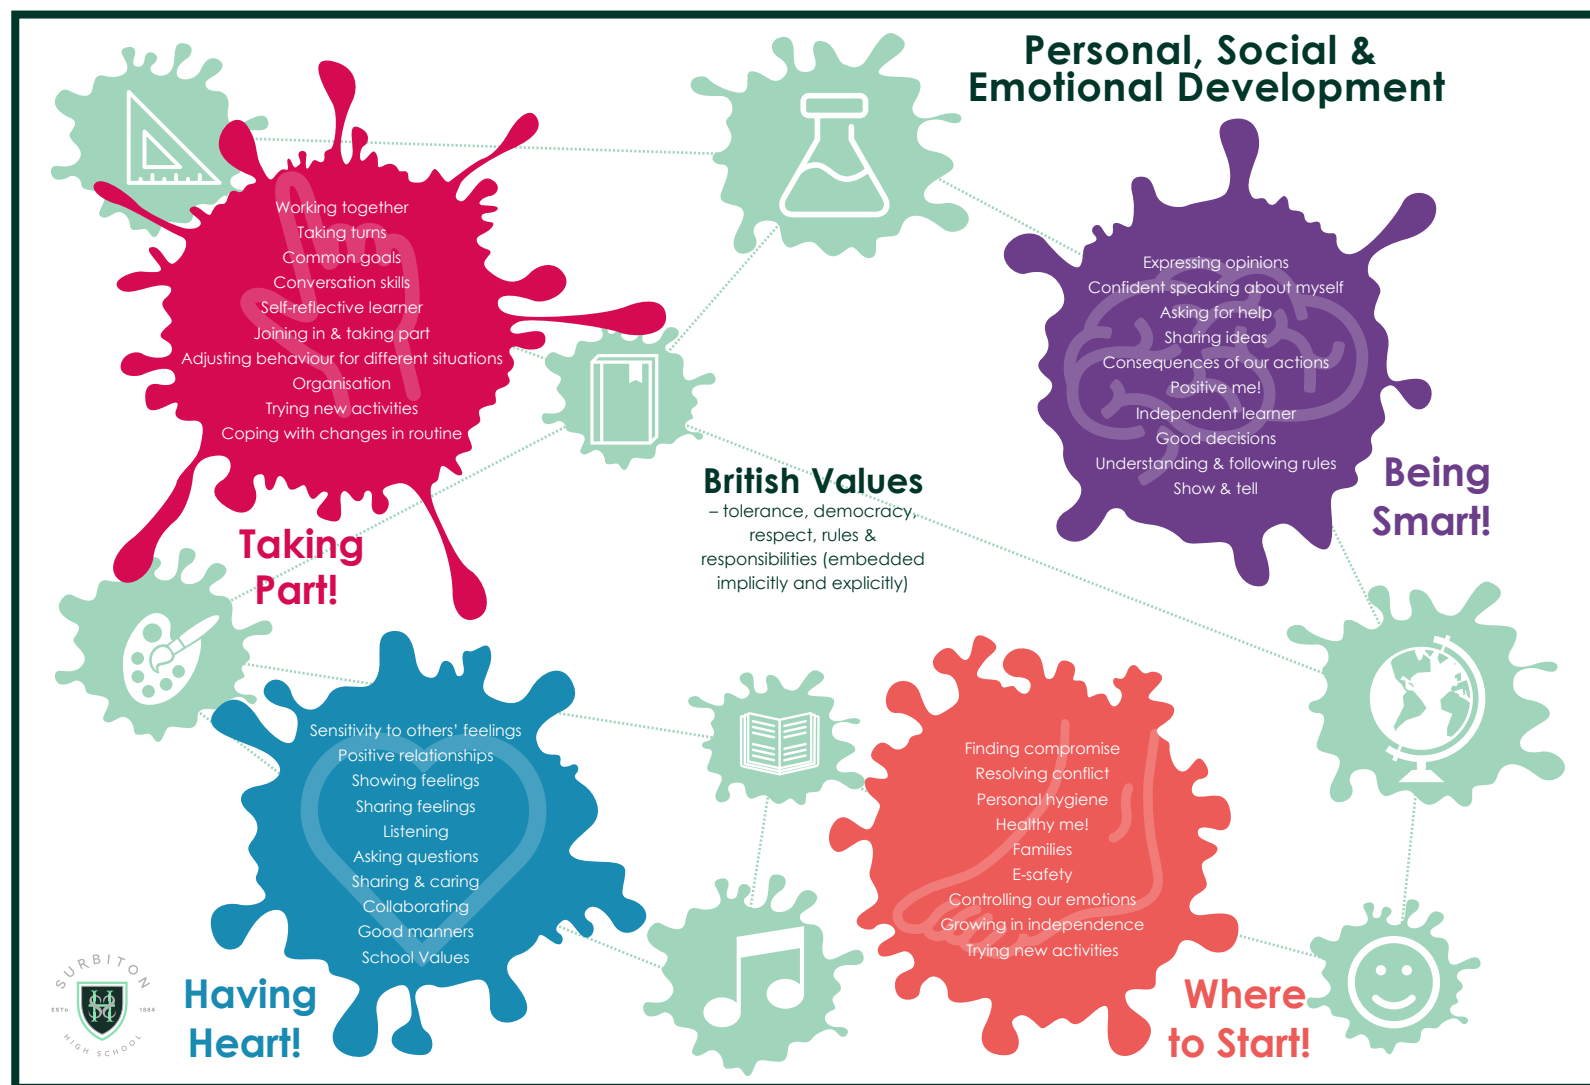 Personal, Social &
Emotional Development
Working together
Taking turns
Common goals
Conversation skills
Self-reflective learner
Joining in & taking part
Adjusting behaviour for different situations
Organisation
Trying new activities
Coping with changes in routine
Taking
Part!
Expressing opinions
Confident speaking about myself
Asking for help
Sharing ideas
Consequences of our actions
Positive me!
Independent learner
Good decisions
Understanding & following rules
Show & tell
Being
Smart!
British Values
– tolerance, democracy,
respect, rules &
responsibilities (embedded
implicitly and explicitly)
Sensitivity to others’ feelings
Positive relationships
Showing feelings
Sharing feelings
Listening
Asking questions
Sharing & caring
Collaborating
Good manners
School Values
Having
Heart!
Finding compromise
Resolving conflict
Personal hygiene
Healthy me!
Families
E-safety
Controlling our emotions
Growing in independence
Trying new activities
Where
to Start!
SURBITON
ESTD 1884
HIGH SCHOOL